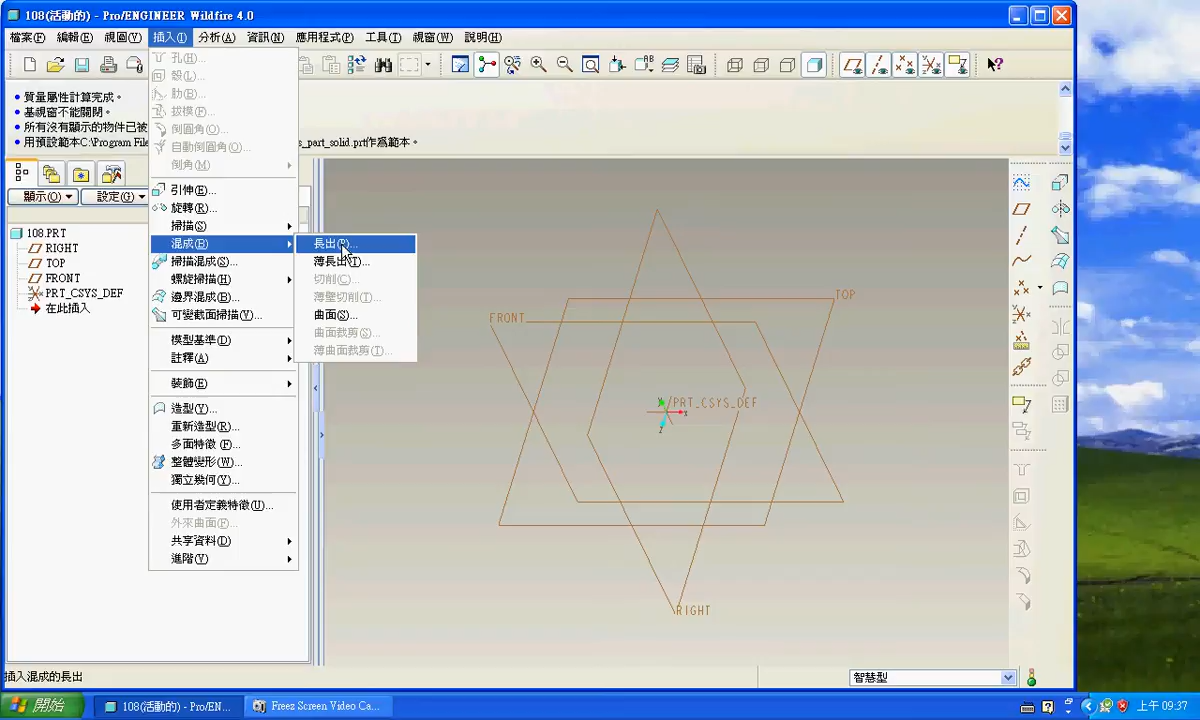 108(活動的) - Pro/ENGINEER Wildfire 4.0
檔案(F) 編輯(E) 視圖(V) 插入(I) 分析(A) 資訊(N) 應用程式(P) 工具(T) 視窗(W) 說明(H)
• 質量屬性計算完成。
• 基視窗不能關閉。
• 所有沒有顯示的物件已被
• 用預設範本C:\Program File
s_part_solid.prt作爲範本。
顯示(O) 設定(G)
108.PRT
RIGHT
TOP
FRONT
PRT_CSYS_DEF
在此插入
孔(H)...
殼(L)...
肋(B)...
拔模(F)...
倒圓角(O)...
自動倒圓角(O)...
倒角(M)
引伸(E)...
旋轉(R)...
掃描(S)
混成(B)
掃描混成(S)...
螺旋掃描(H)
邊界混成(B)...
可變截面掃描(V)...
模型基準(D)
註釋(A)
裝飾(E)
造型(Y)...
重新造型(R)...
多面特徵 (F)...
整體變形(W)...
獨立幾何(Y)...
使用者定義特徵(U)...
外來曲面(F)...
共享資料(D)
進階(V)
長出(P)...
薄長出(T)...
切削(C)...
薄壁切削(T)...
曲面(S)...
曲面裁剪(S)...
薄曲面裁剪(T)...
TOP
FRONT
PRT_CSYS_DEF
Y
X
Z
RIGHT
插入混成的長出
智慧型
開始
108(活動的) - Pro/EN...
Freez Screen Video Ca...
上午 09:37